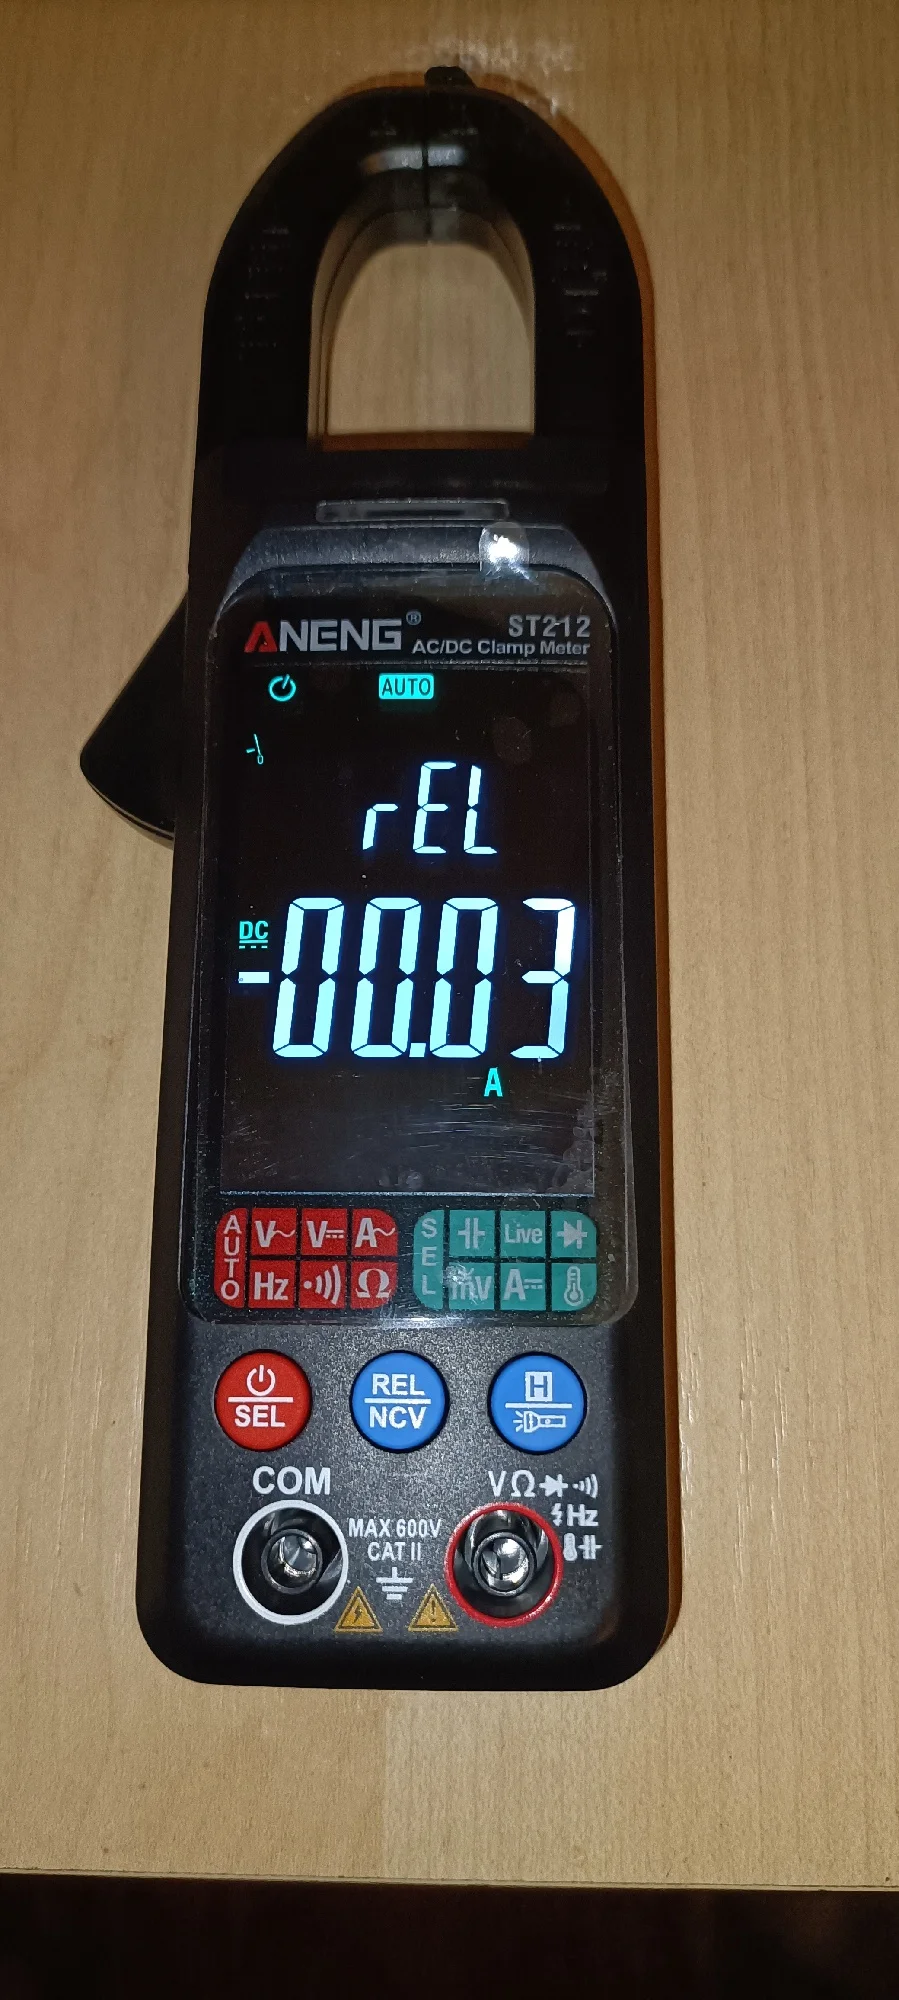 ANENG®
ST212
AC/DC Clamp Meter
AUTO
rEL
DC
-00.03
A
AUTO
V~ V⎓ A~
Hz Ω
SEL
Live
mV A⎓
SEL
REL
NCV
H
COM
VΩ
Hz
MAX 600V
CAT II